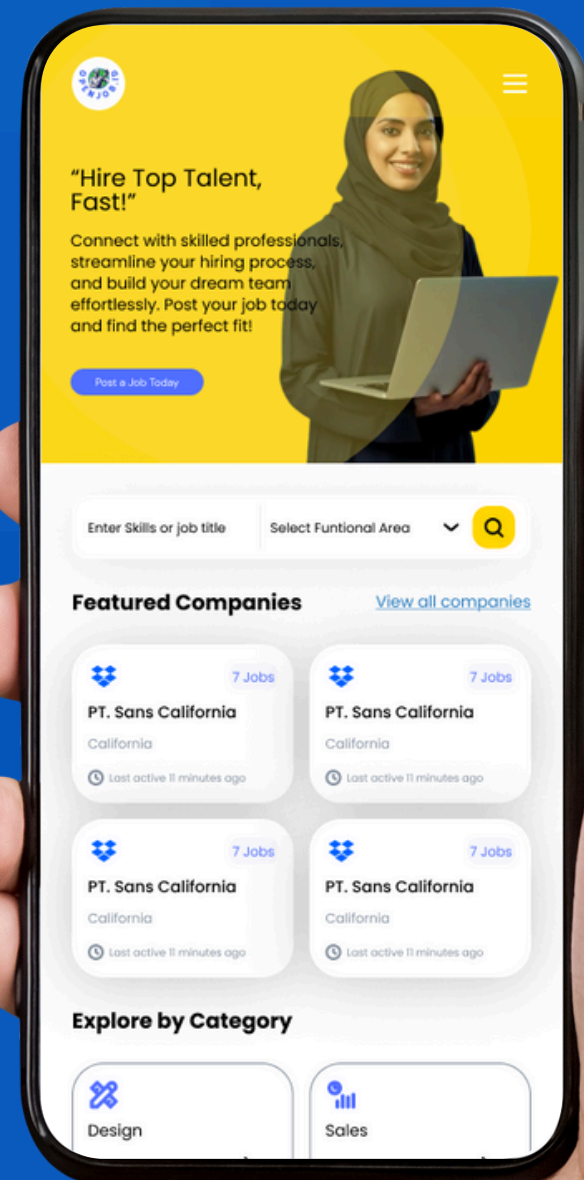 OPENJOB.ID
“Hire Top Talent,
Fast!”
Connect with skilled professionals,
streamline your hiring process,
and build your dream team
effortlessly. Post your job today
and find the perfect fit!
Post a Job Today
Enter Skills or job title Select Funtional Area
Featured Companies View all companies
7 Jobs 7 Jobs
PT. Sans California PT. Sans California
California California
Last active 11 minutes ago Last active 11 minutes ago
7 Jobs 7 Jobs
PT. Sans California PT. Sans California
California California
Last active 11 minutes ago Last active 11 minutes ago
Explore by Category
Design Sales